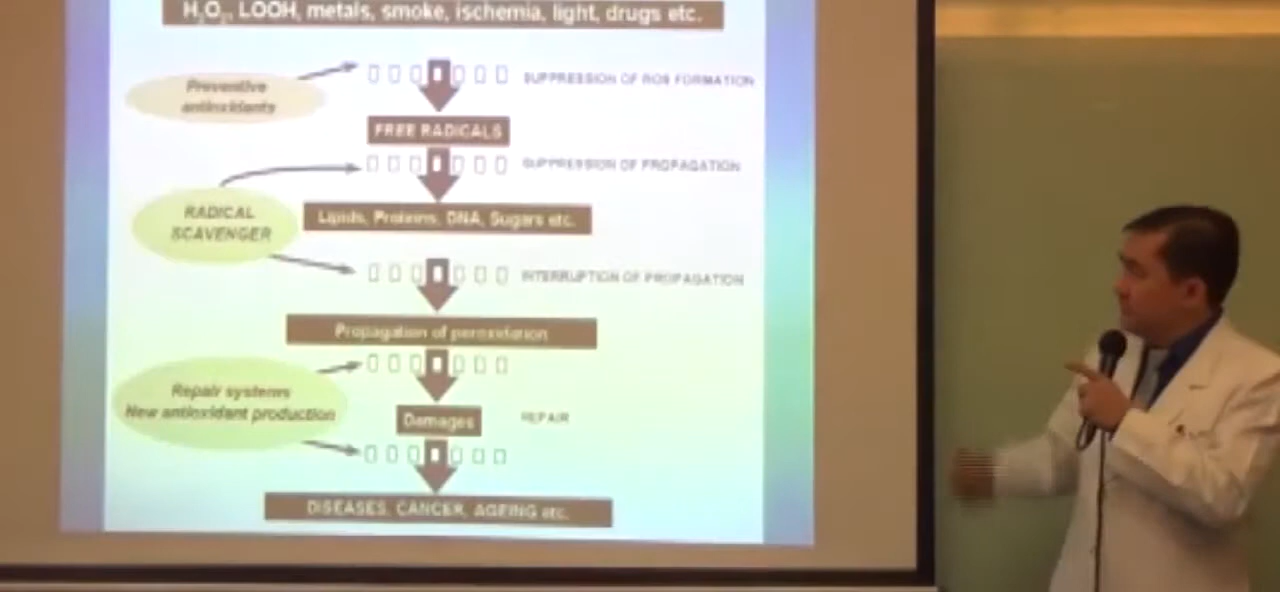 H₂O₂, LOOH, metals, smoke, ischemia, light, drugs etc.
Preventive
antioxidants
SUPPRESSION OF ROS FORMATION
FREE RADICALS
SUPPRESSION OF PROPAGATION
RADICAL
SCAVENGER
Lipids, Proteins, DNA, Sugars etc.
INTERRUPTION OF PROPAGATION
Propagation of peroxidation
Repair systems
New antioxidant production
Damages
REPAIR
DISEASES, CANCER, AGEING etc.